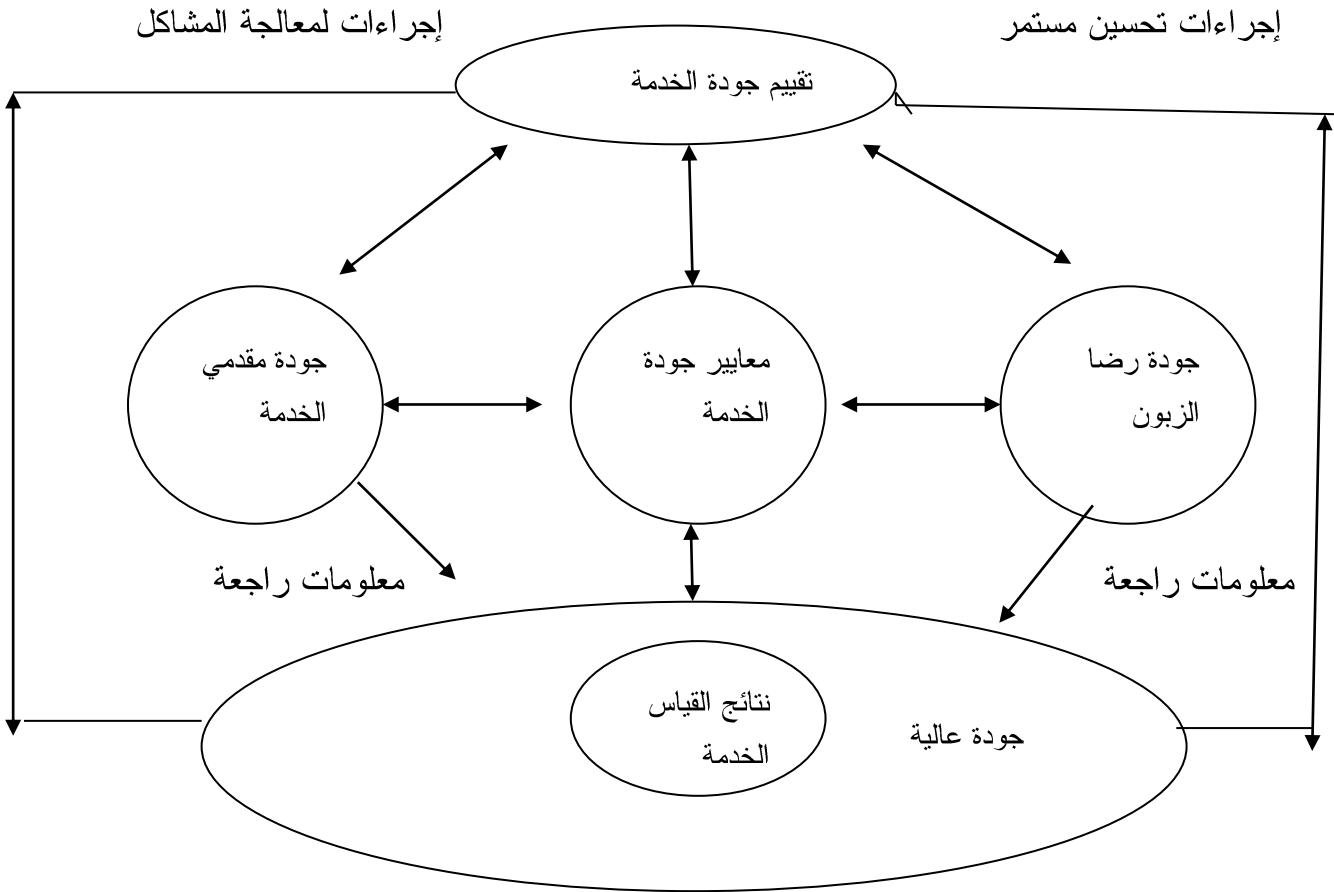 إجراءات تحسين مستمر
إجراءات لمعالجة المشاكل
تقييم جودة الخدمة
جودة رضا
الزبون
معايير جودة
الخدمة
جودة مقدمي
الخدمة
معلومات راجعة
معلومات راجعة
نتائج القياس
الخدمة
جودة عالية